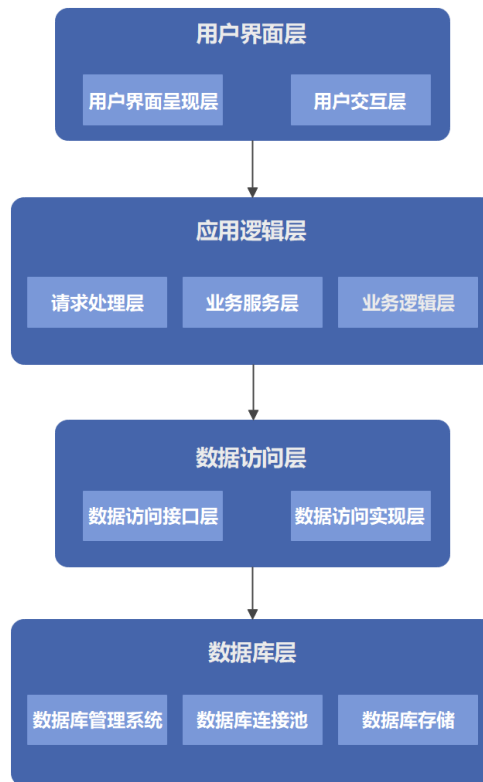 用户界面层
用户界面呈现层 用户交互层
应用逻辑层
请求处理层 业务服务层 业务逻辑层
数据访问层
数据访问接口层 数据访问实现层
数据库层
数据库管理系统 数据库连接池 数据库存储